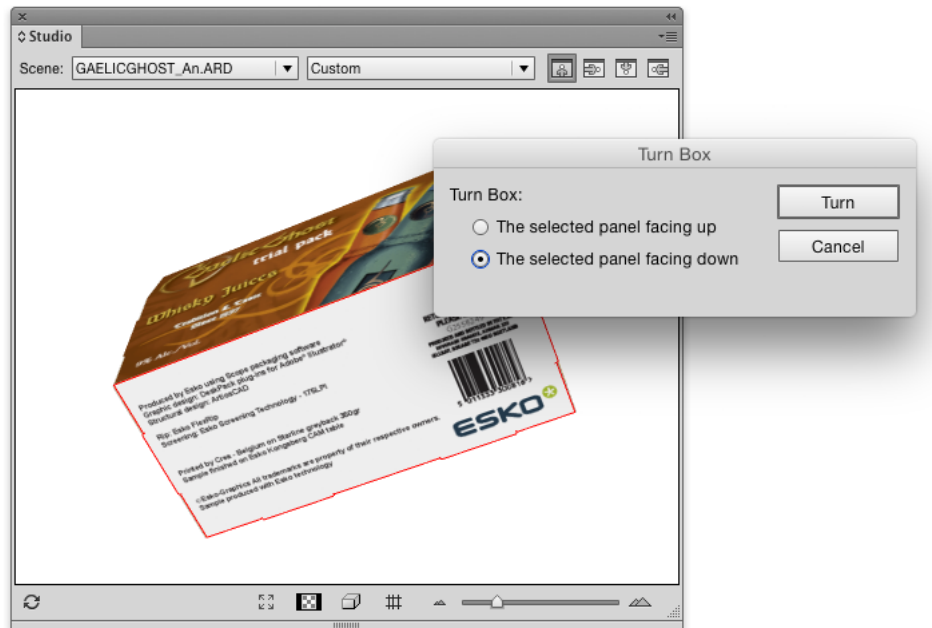 Studio
Scene: GAELICGHOST_An.ARD Custom
Turn Box
Turn Box:
The selected panel facing up
The selected panel facing down
Turn
Cancel
Gaelic Ghost
trial pack
Whisky Juices
Produced by Esko using Scope packaging software
Graphic design: DeskPack plug-ins for Adobe® Illustrator®
Structural design: ArtiosCAD
Rip: Esko FlexRip
Screening: Esko Screening Technology - 175LPI
Printed by Cres - Belgium on Starline greyback 350gr
Sample finished on Esko Kongsberg CAM table
©Esko-Graphics All trademarks are property of their respective owners.
Sample produced with Esko technology
ESKO